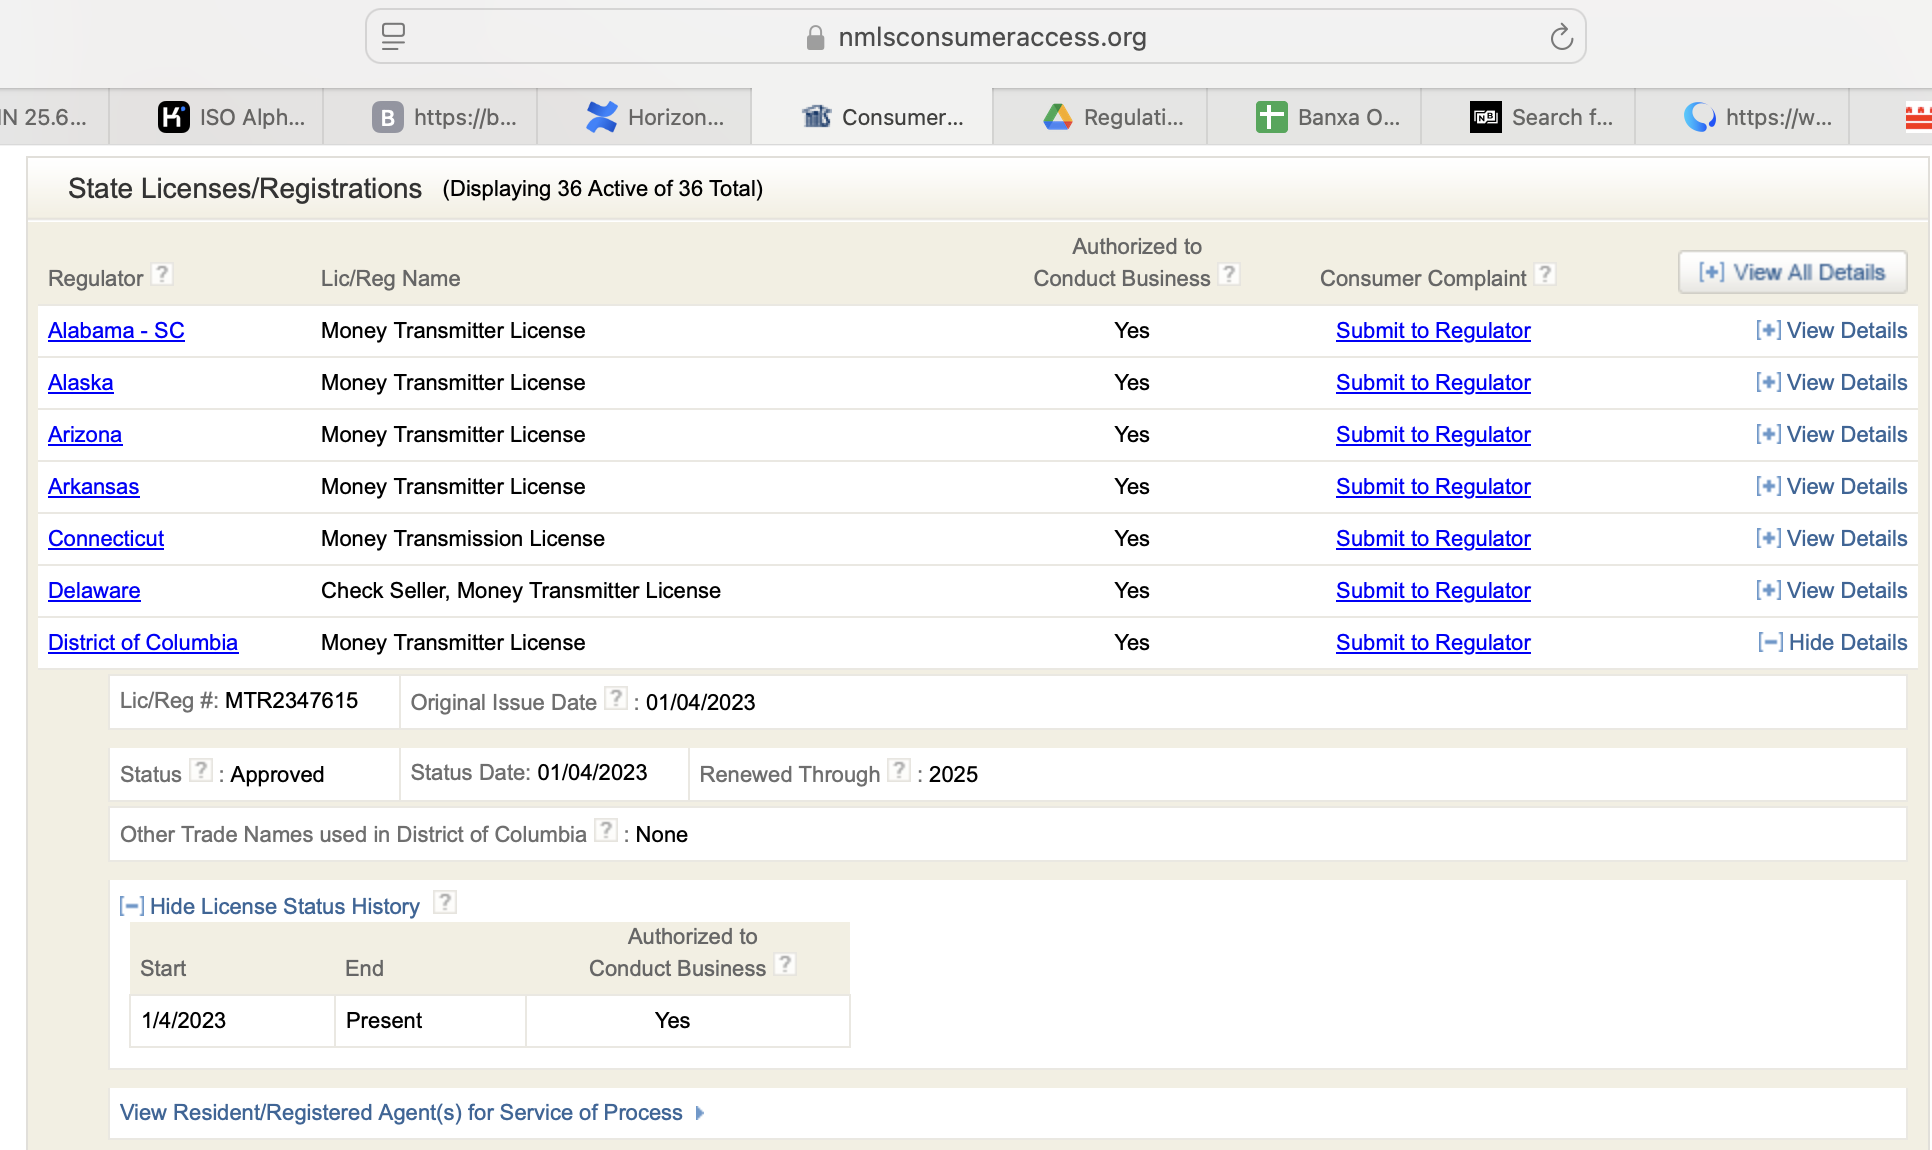 nmlsconsumeraccess.org
IN 25.6... ISO Alph... B https://b... Horizon... Consumer... Regulati... Banxa O... NB Search f... https://w...
State Licenses/Registrations (Displaying 36 Active of 36 Total)
Authorized to
Regulator ? Lic/Reg Name Conduct Business ? Consumer Complaint ? [+] View All Details
Alabama - SC Money Transmitter License Yes Submit to Regulator [+] View Details
Alaska Money Transmitter License Yes Submit to Regulator [+] View Details
Arizona Money Transmitter License Yes Submit to Regulator [+] View Details
Arkansas Money Transmitter License Yes Submit to Regulator [+] View Details
Connecticut Money Transmission License Yes Submit to Regulator [+] View Details
Delaware Check Seller, Money Transmitter License Yes Submit to Regulator [+] View Details
District of Columbia Money Transmitter License Yes Submit to Regulator [−] Hide Details
Lic/Reg #: MTR2347615 Original Issue Date ? : 01/04/2023
Status ? : Approved Status Date: 01/04/2023 Renewed Through ? : 2025
Other Trade Names used in District of Columbia ? : None
[−] Hide License Status History ?
Authorized to
Start End Conduct Business ?
1/4/2023 Present Yes
View Resident/Registered Agent(s) for Service of Process